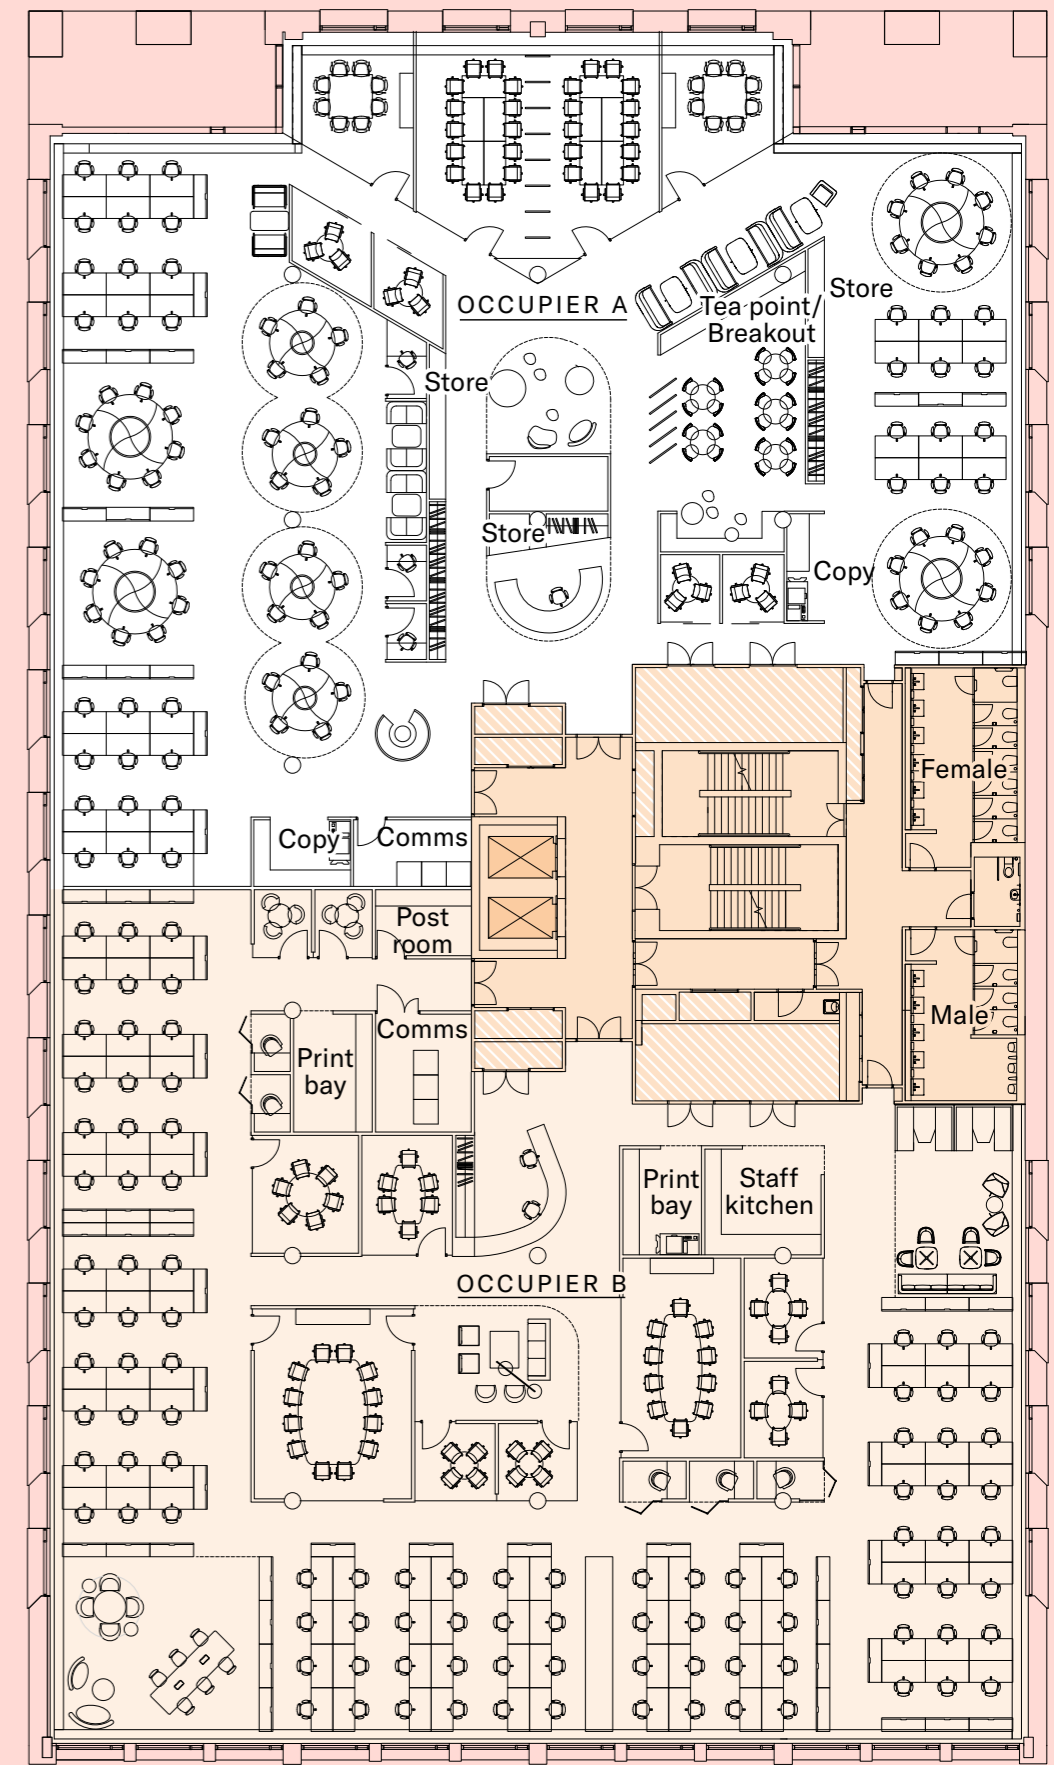 OCCUPIER A
Store
Tea point/
Breakout
Store
Store
Copy
Female
Copy
Comms
Post
room
Male
Comms
Print
bay
Print
bay
Staff
kitchen
OCCUPIER B